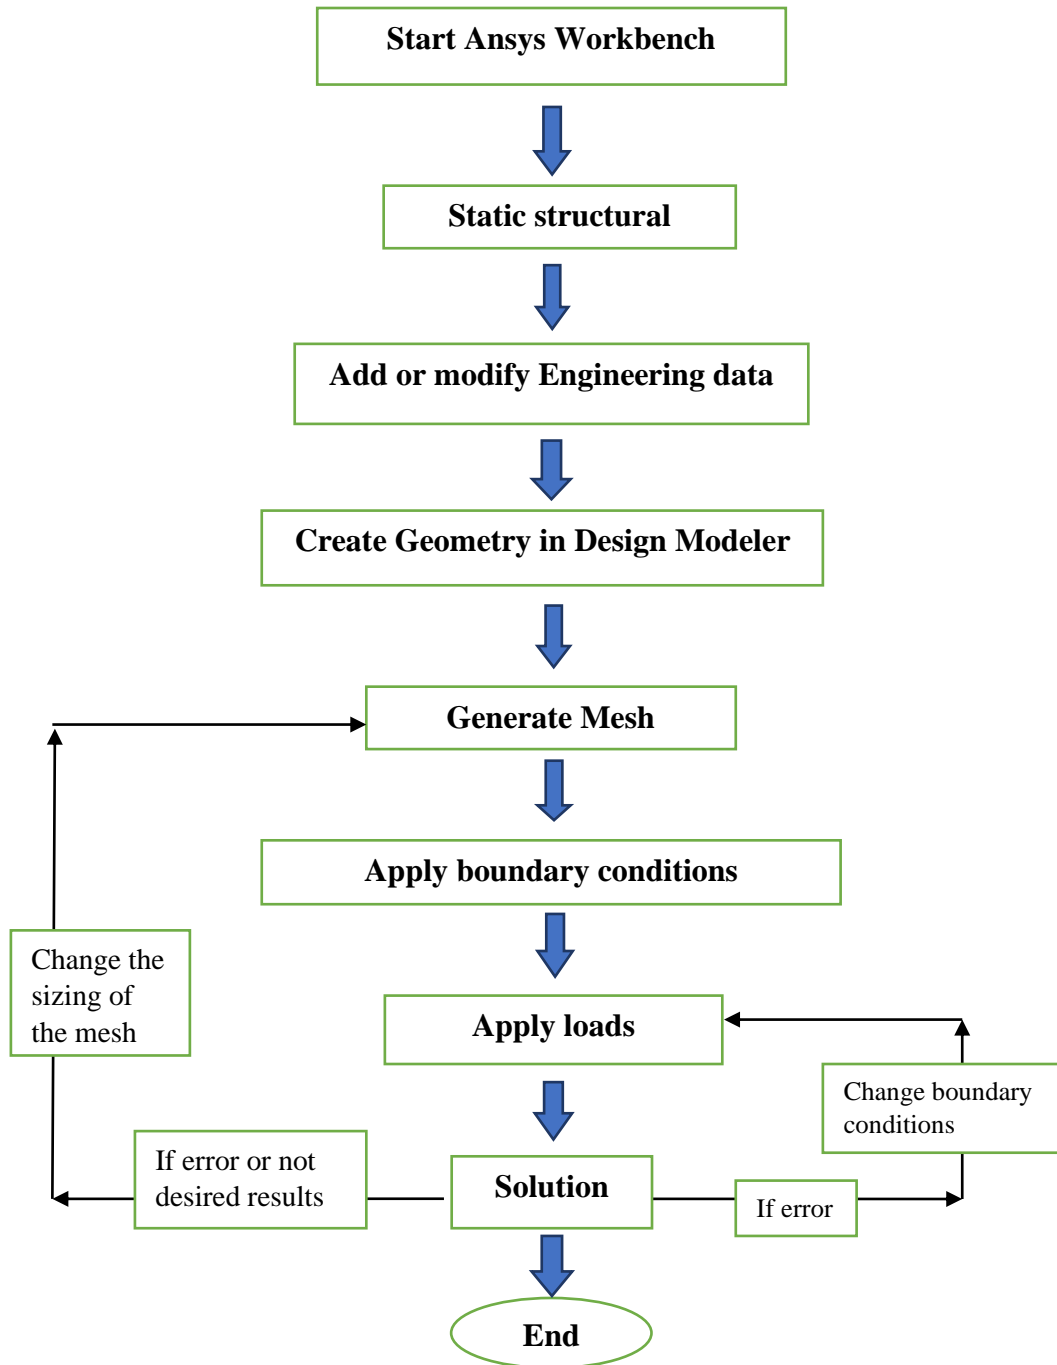 Start Ansys Workbench
Static structural
Add or modify Engineering data
Create Geometry in Design Modeler
Generate Mesh
Apply boundary conditions
Change the
sizing of
the mesh
Apply loads
Change boundary
conditions
If error or not
desired results
Solution
If error
End